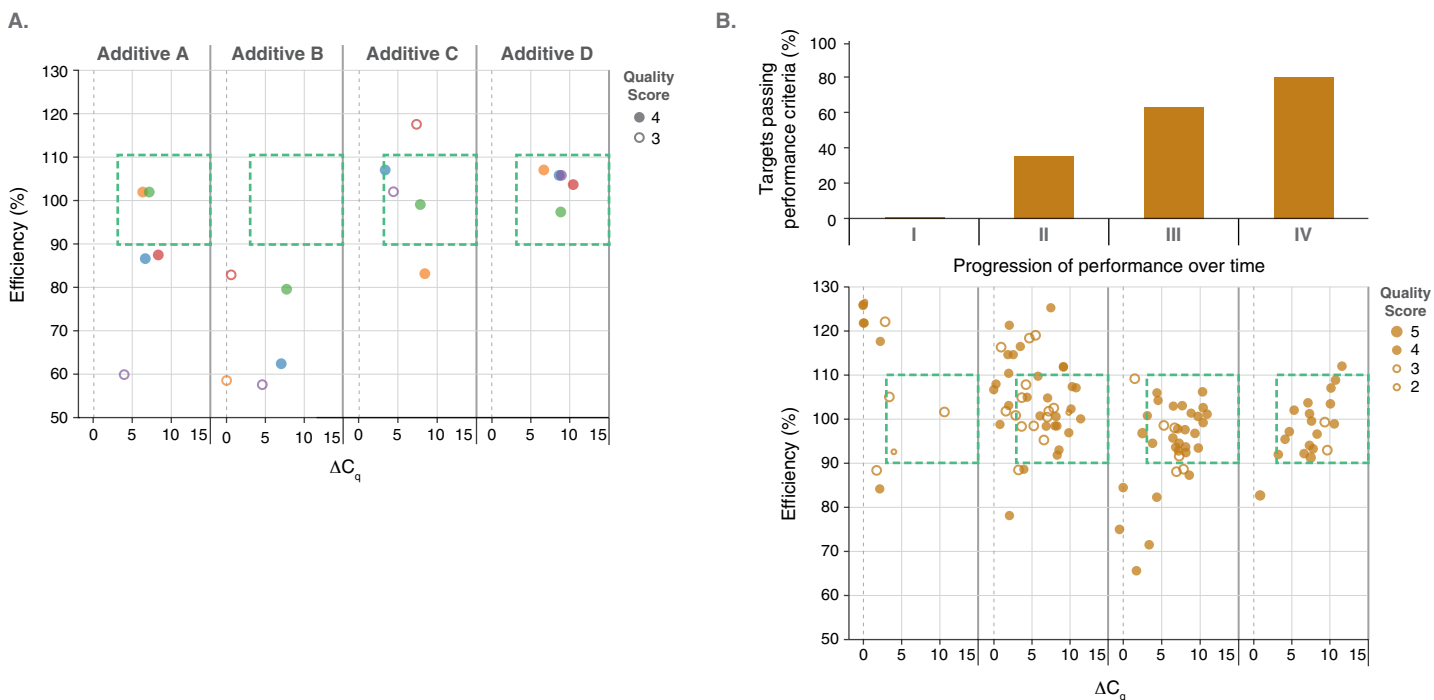 A.
Additive A Additive B Additive C Additive D
Quality
Score
4
3
Efficiency (%)
130
120
110
100
90
80
70
60
50
0 5 10 15 0 5 10 15 0 5 10 15 0 5 10 15
ΔCq
B.
Targets passing
performance criteria (%)
100
80
60
40
20
0
I II III IV
Progression of performance over time
Quality
Score
5
4
3
2
Efficiency (%)
130
120
110
100
90
80
70
60
50
0 5 10 15 0 5 10 15 0 5 10 15 0 5 10 15
ΔCq